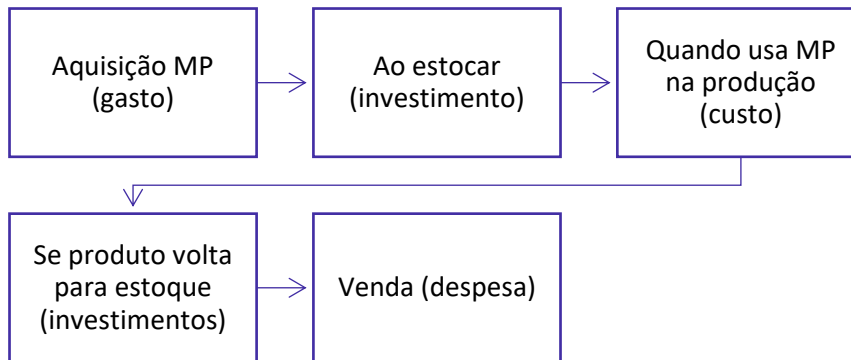 Aquisição MP
(gasto)
Ao estocar
(investimento)
Quando usa MP
na produção
(custo)
Se produto volta
para estoque
(investimentos)
Venda (despesa)